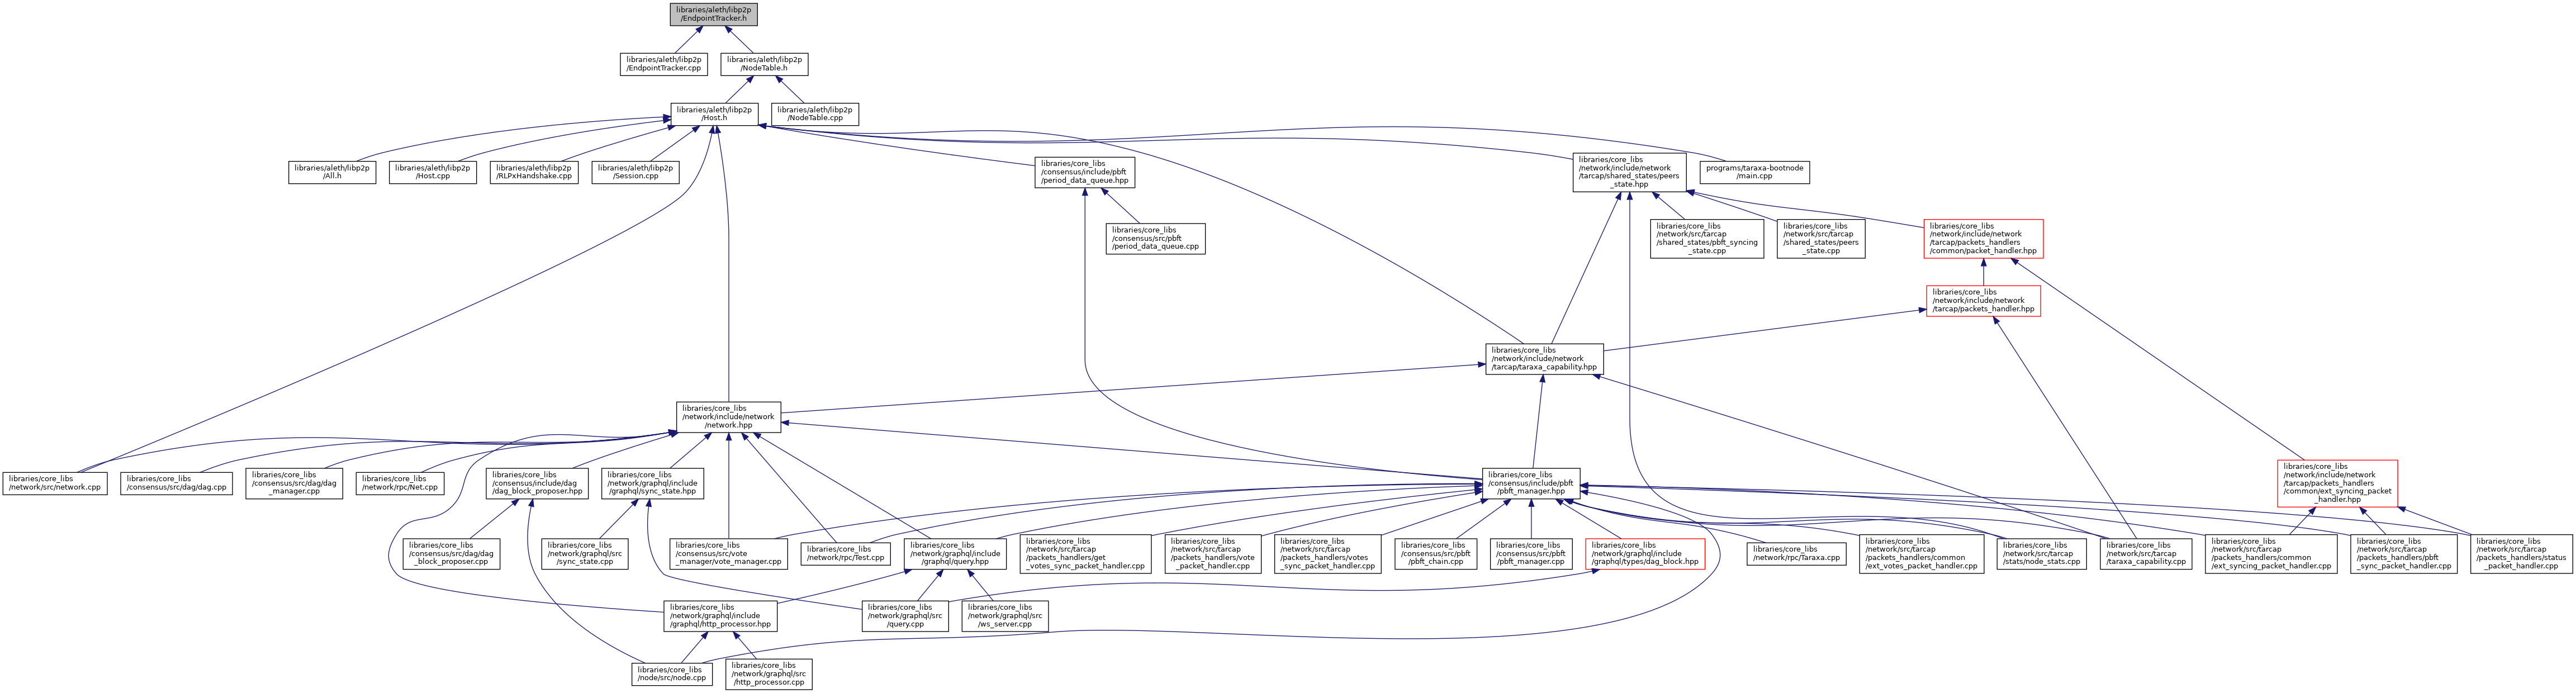 libraries/aleth/libp2p
/EndpointTracker.h
libraries/aleth/libp2p
/EndpointTracker.cpp
libraries/aleth/libp2p
/NodeTable.h
libraries/aleth/libp2p
/Host.h
libraries/aleth/libp2p
/NodeTable.cpp
libraries/aleth/libp2p
/All.h
libraries/aleth/libp2p
/Host.cpp
libraries/aleth/libp2p
/RLPxHandshake.cpp
libraries/aleth/libp2p
/Session.cpp
libraries/core_libs
/consensus/include/pbft
/period_data_queue.hpp
libraries/core_libs
/network/include/network
/tarcap/shared_states/peers
_state.hpp
programs/taraxa-bootnode
/main.cpp
libraries/core_libs
/consensus/src/pbft
/period_data_queue.cpp
libraries/core_libs
/network/src/tarcap
/shared_states/pbft_syncing
_state.cpp
libraries/core_libs
/network/src/tarcap
/shared_states/peers
_state.cpp
libraries/core_libs
/network/include/network
/tarcap/packets_handlers
/common/packet_handler.hpp
libraries/core_libs
/network/include/network
/tarcap/packets_handler.hpp
libraries/core_libs
/network/include/network
/tarcap/taraxa_capability.hpp
libraries/core_libs
/network/include/network
/network.hpp
libraries/core_libs
/network/src/network.cpp
libraries/core_libs
/consensus/src/dag/dag.cpp
libraries/core_libs
/consensus/src/dag/dag
_manager.cpp
libraries/core_libs
/network/rpc/Net.cpp
libraries/core_libs
/consensus/include/dag
/dag_block_proposer.hpp
libraries/core_libs
/network/graphql/include
/graphql/sync_state.hpp
libraries/core_libs
/consensus/include/pbft
/pbft_manager.hpp
libraries/core_libs
/network/include/network
/tarcap/packets_handlers
/common/ext_syncing_packet
_handler.hpp
libraries/core_libs
/consensus/src/dag/dag
_block_proposer.cpp
libraries/core_libs
/network/graphql/src
/sync_state.cpp
libraries/core_libs
/consensus/src/vote
_manager/vote_manager.cpp
libraries/core_libs
/network/rpc/Test.cpp
libraries/core_libs
/network/graphql/include
/graphql/query.hpp
libraries/core_libs
/network/src/tarcap
/packets_handlers/get
_votes_sync_packet_handler.cpp
libraries/core_libs
/network/src/tarcap
/packets_handlers/vote
_packet_handler.cpp
libraries/core_libs
/network/src/tarcap
/packets_handlers/votes
_sync_packet_handler.cpp
libraries/core_libs
/consensus/src/pbft
/pbft_chain.cpp
libraries/core_libs
/consensus/src/pbft
/pbft_manager.cpp
libraries/core_libs
/network/graphql/include
/graphql/types/dag_block.hpp
libraries/core_libs
/network/rpc/Taraxa.cpp
libraries/core_libs
/network/src/tarcap
/packets_handlers/common
/ext_votes_packet_handler.cpp
libraries/core_libs
/network/src/tarcap
/stats/node_stats.cpp
libraries/core_libs
/network/src/tarcap
/taraxa_capability.cpp
libraries/core_libs
/network/src/tarcap
/packets_handlers/common
/ext_syncing_packet_handler.cpp
libraries/core_libs
/network/src/tarcap
/packets_handlers/pbft
_sync_packet_handler.cpp
libraries/core_libs
/network/src/tarcap
/packets_handlers/status
_packet_handler.cpp
libraries/core_libs
/network/graphql/include
/graphql/http_processor.hpp
libraries/core_libs
/network/graphql/src
/query.cpp
libraries/core_libs
/network/graphql/src
/ws_server.cpp
libraries/core_libs
/node/src/node.cpp
libraries/core_libs
/network/graphql/src
/http_processor.cpp